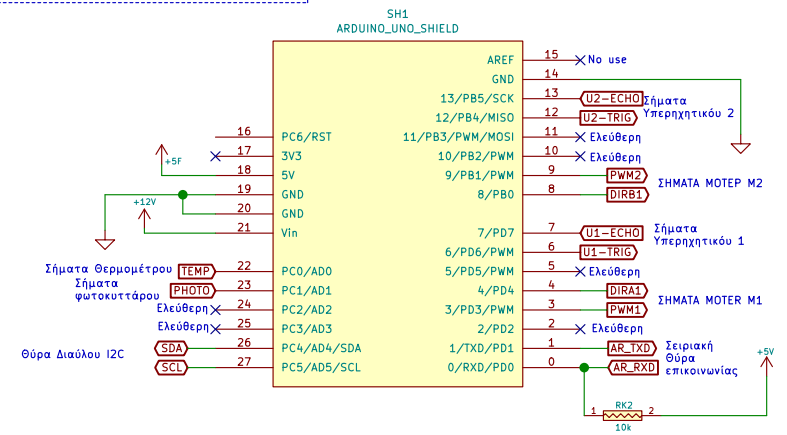 SH1
ARDUINO_UNO_SHIELD
AREF 15 No use
GND 14
13/PB5/SCK 13 U2-ECHO Σήματα
12/PB4/MISO 12 U2-TRIG Υπερηχητικόυ 2
16 PC6/RST 11/PB3/PWM/MOSI 11 Ελεύθερη
17 3V3 10/PB2/PWM 10 Ελεύθερη
+5F
18 5V 9/PB1/PWM 9 PWM2 ΣΗΜΑΤΑ ΜΟΤΕΡ M2
19 GND 8/PB0 8 DIRB1
+12V
20 GND
21 Vin 7/PD7 7 U1-ECHO Σήματα
Υπερηχητικόυ 1
6/PD6/PWM 6 U1-TRIG
Σήματα Θερμομέτρου TEMP 22 PC0/AD0 5/PD5/PWM 5 Ελεύθερη
Σήματα
φωτοκυττάρου PHOTO 23 PC1/AD1 4/PD4 4 DIRA1
ΣΗΜΑΤΑ MOTER M1
Ελεύθερη 24 PC2/AD2 3/PD3/PWM 3 PWM1
Ελεύθερη 25 PC3/AD3 2/PD2 2 Ελεύθερη
Θύρα Διαύλου I2C SDA 26 PC4/AD4/SDA 1/TXD/PD1 1 AR_TXD Σειριακή
Θύρα
SCL 27 PC5/AD5/SCL 0/RXD/PD0 0 AR_RXD επικοινωνίας
+5V
RK2
1 2
10k